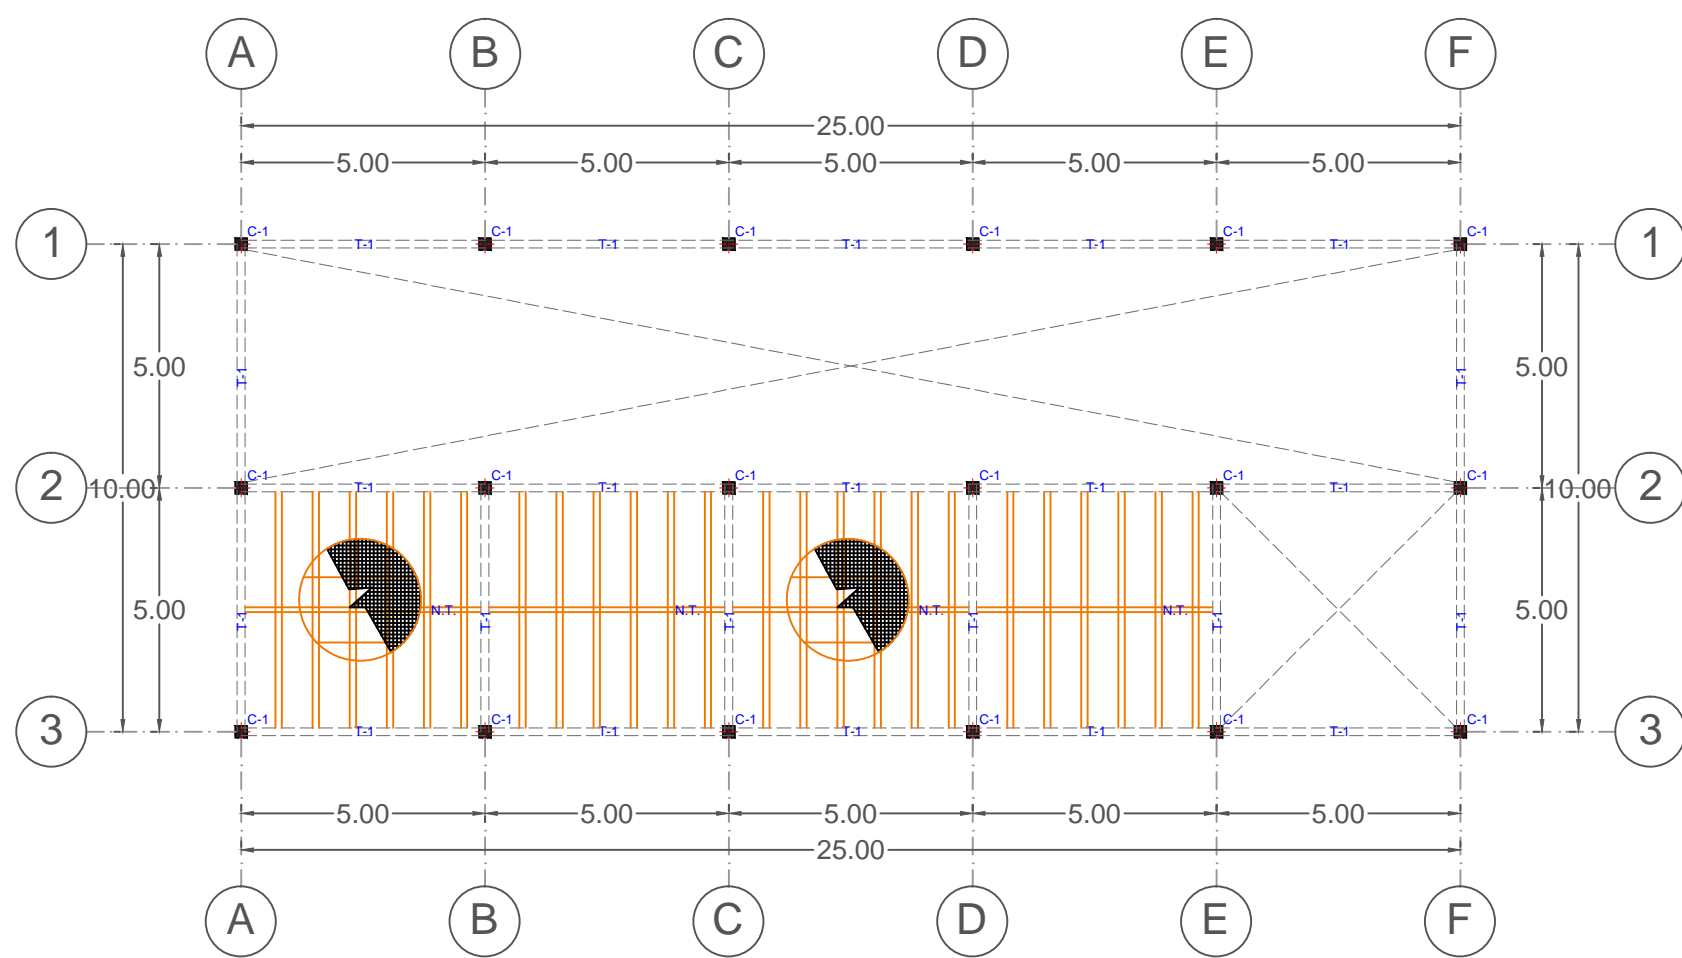 A B C D E F
25.00
5.00 5.00 5.00 5.00 5.00
C-1 C-1 C-1 C-1 C-1 C-1
1 T-1 T-1 T-1 T-1 T-1 1
5.00 5.00
T-1 T-1
C-1 C-1 C-1 C-1 C-1 C-1
2 10.00 T-1 T-1 T-1 T-1 T-1 10.00 2
5.00 N.T. N.T. N.T. N.T. 5.00
T-1 T-1 T-1 T-1 T-1 T-1
C-1 C-1 C-1 C-1 C-1 C-1
3 T-1 T-1 T-1 T-1 T-1 3
5.00 5.00 5.00 5.00 5.00
25.00
A B C D E F